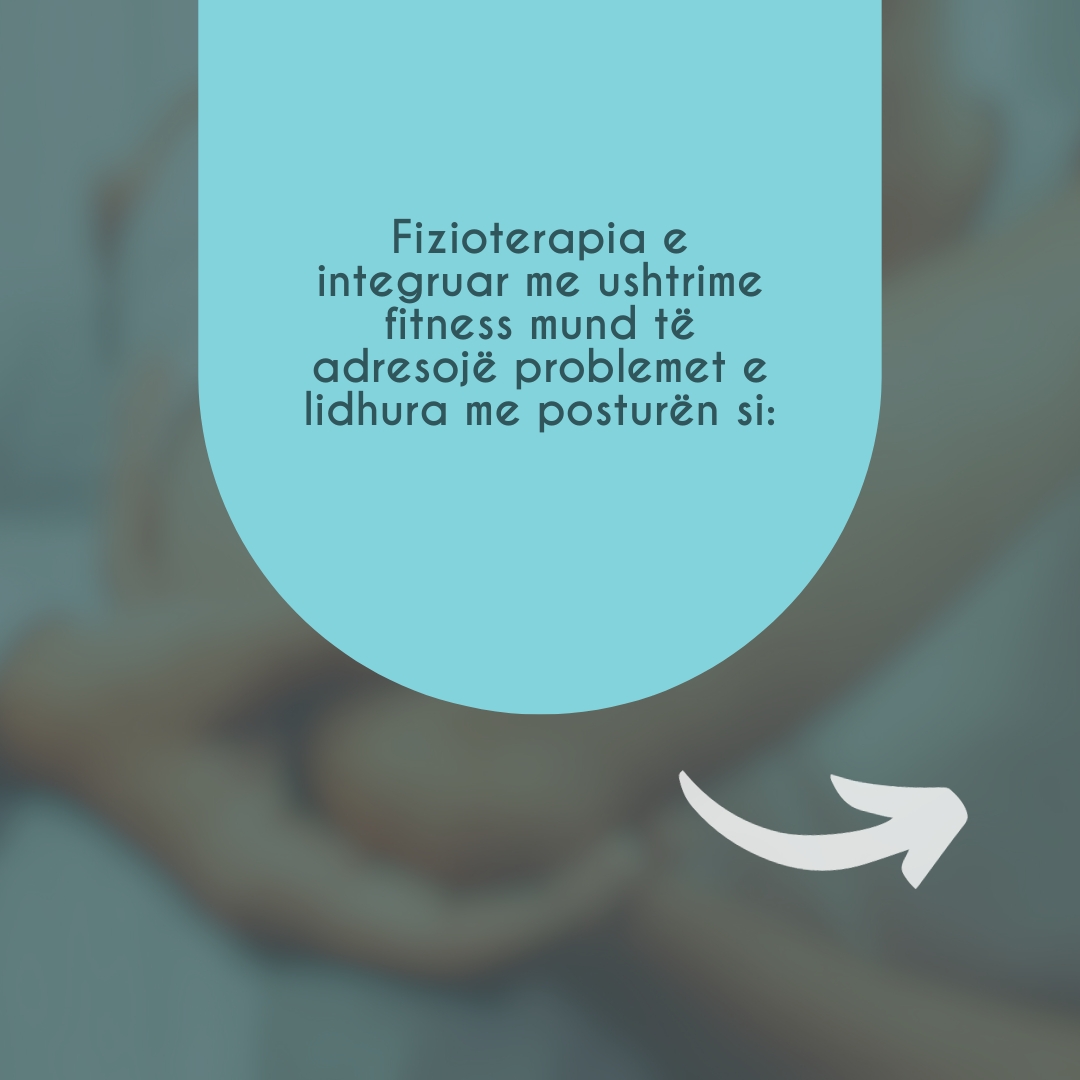 Fizioterapia e
integruar me ushtrime
fitness mund të
adresojë problemet e
lidhura me posturën si: